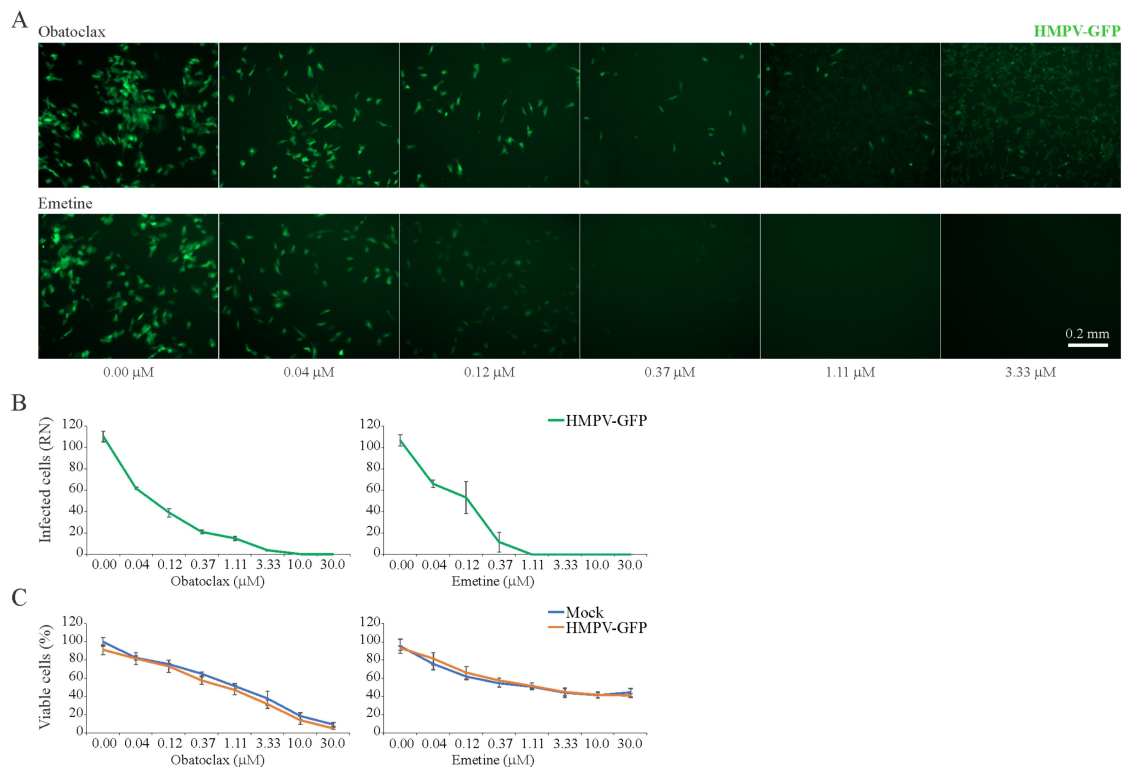 A
Obatoclax HMPV-GFP
Emetine
0.2 mm
0.00 μM 0.04 μM 0.12 μM 0.37 μM 1.11 μM 3.33 μM
B
HMPV-GFP
Infected cells (RN)
120 120
100 100
80 80
60 60
40 40
20 20
0 0
0.00 0.04 0.12 0.37 1.11 3.33 10.0 30.0 0.00 0.04 0.12 0.37 1.11 3.33 10.0 30.0
Obatoclax (μM) Emetine (μM)
C
Mock
HMPV-GFP
Viable cells (%)
120 120
100 100
80 80
60 60
40 40
20 20
0 0
0.00 0.04 0.12 0.37 1.11 3.33 10.0 30.0 0.00 0.04 0.12 0.37 1.11 3.33 10.0 30.0
Obatoclax (μM) Emetine (μM)